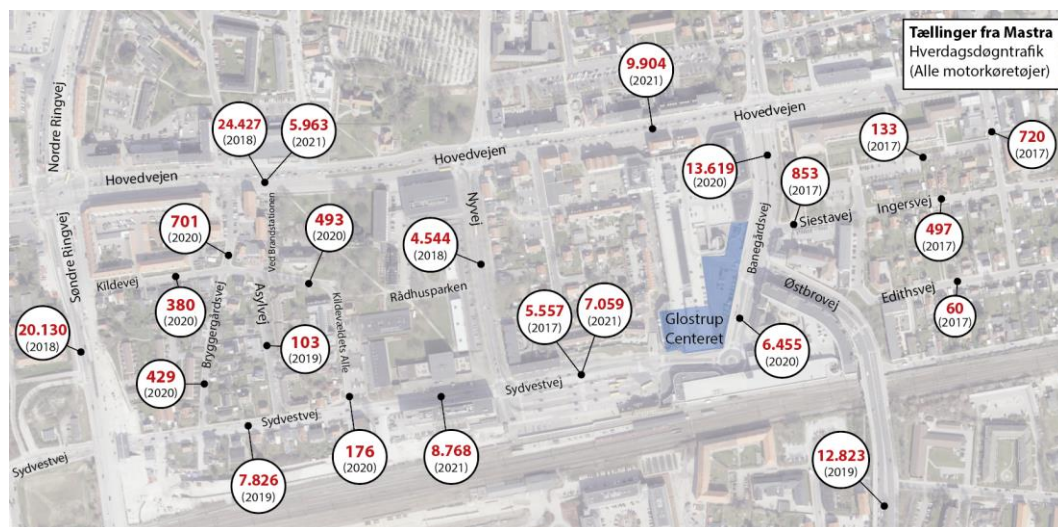 Tællinger fra Mastra
Hverdagsdøgntrafik
(Alle motorkøretøjer)
9.904
(2021)
Nordre Ringvej
24.427
(2018)
5.963
(2021)
Hovedvejen
Hovedvejen
Hovedvejen
133
(2017)
720
(2017)
13.619
(2020)
853
(2017)
Ved Brandstationen
Nyvej
701
(2020)
493
(2020)
4.544
(2018)
Siestavej
Ingersvej
497
(2017)
Søndre Ringvej
Kildevej
380
(2020)
Bryggergårdsvej
Asylvej
Kildevældets Alle
Rådhusparken
Banegårdsvej
Østbrovej
Edithsvej
60
(2017)
20.130
(2018)
103
(2019)
5.557
(2017)
7.059
(2021)
Glostrup
Centeret
6.455
(2020)
429
(2020)
Sydvestvej
Sydvestvej
Sydvestvej
7.826
(2019)
176
(2020)
8.768
(2021)
12.823
(2019)